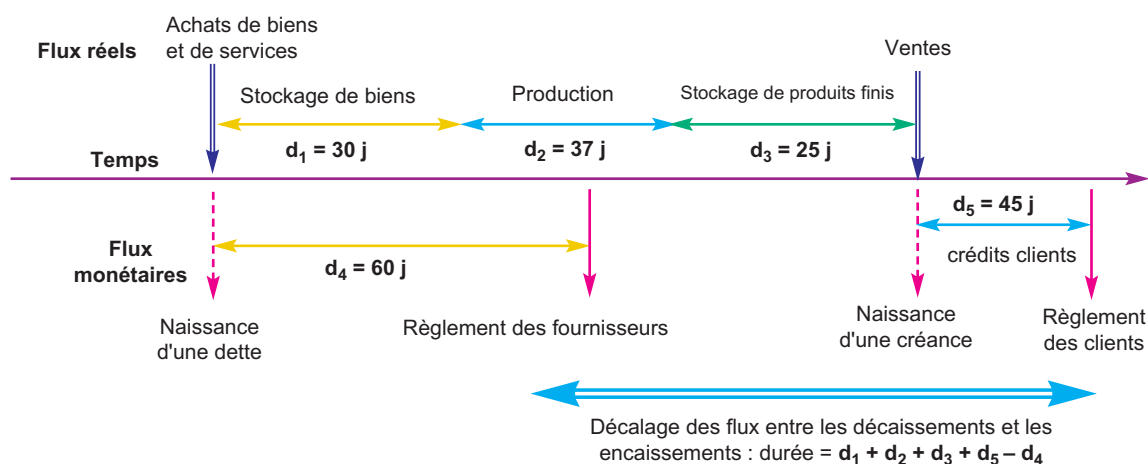 Achats de biens
et de services
Flux réels
Ventes
Stockage de biens
Production
Stockage de produits finis
d₁ = 30 j
d₂ = 37 j
d₃ = 25 j
Temps
d₅ = 45 j
Flux
monétaires
d₄ = 60 j
crédits clients
Naissance
d'une dette
Règlement des fournisseurs
Naissance
d'une créance
Règlement
des clients
Décalage des flux entre les décaissements et les
encaissements : durée = d₁ + d₂ + d₃ + d₅ – d₄